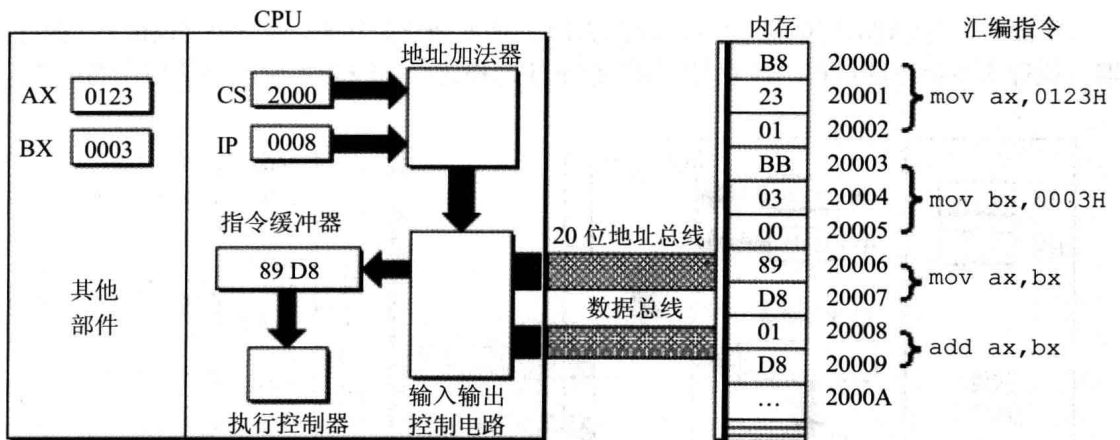 CPU
内存
汇编指令
地址加法器
AX 0123
CS 2000
BX 0003
IP 0008
指令缓冲器
89 D8
其他
部件
执行控制器
输入输出
控制电路
20 位地址总线
数据总线
B8 20000
23 20001 mov ax,0123H
01 20002
BB 20003
03 20004 mov bx,0003H
00 20005
89 20006
mov ax,bx
D8 20007
01 20008
add ax,bx
D8 20009
… 2000A